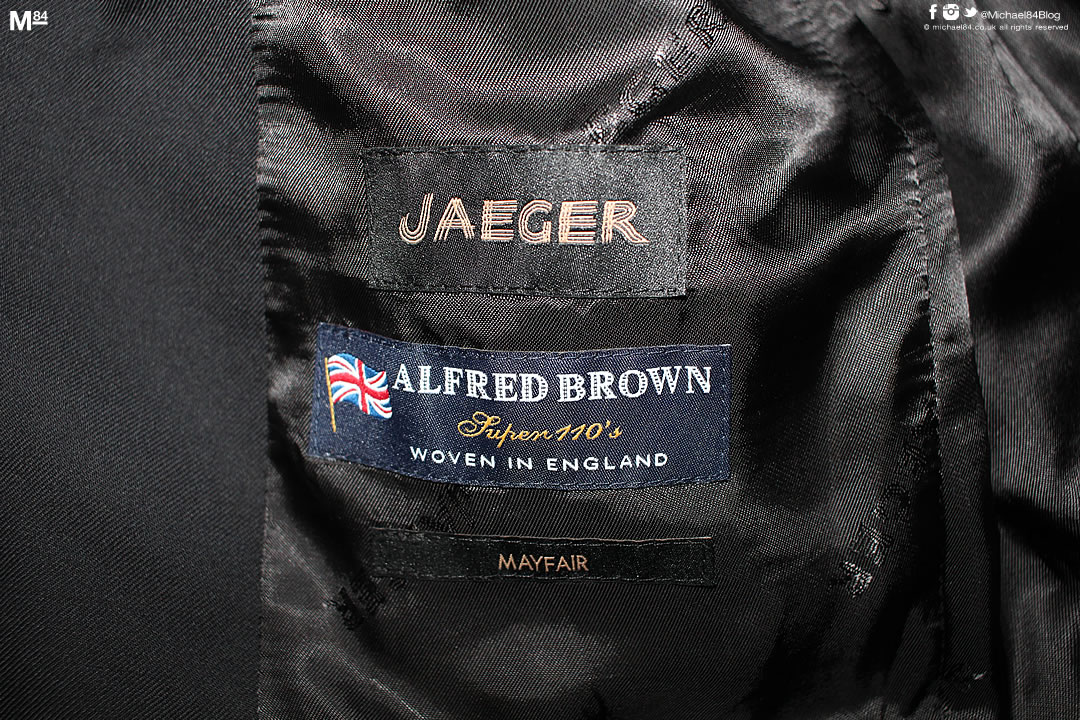 M84
@Michael84Blog
© michael84.co.uk all rights reserved
JAEGER
ALFRED BROWN
Super 110's
WOVEN IN ENGLAND
MAYFAIR